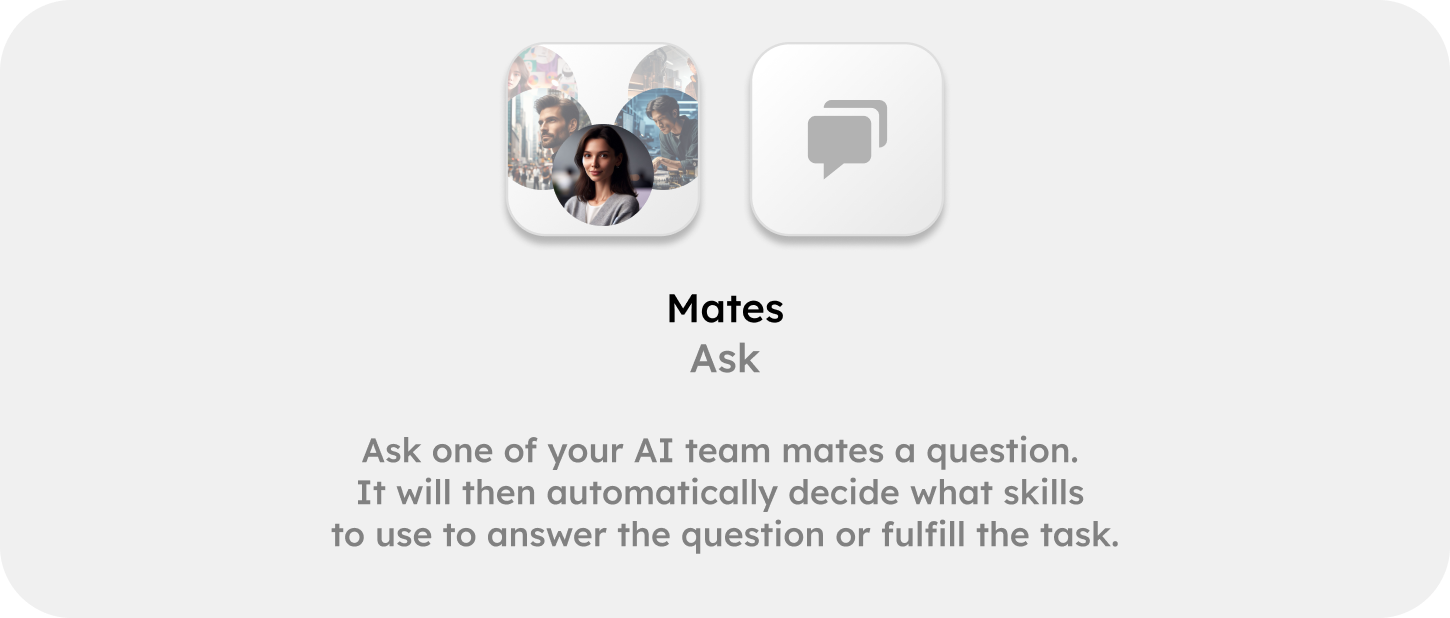 Mates
Ask
Ask one of your AI team mates a question.
It will then automatically decide what skills
to use to answer the question or fulfill the task.